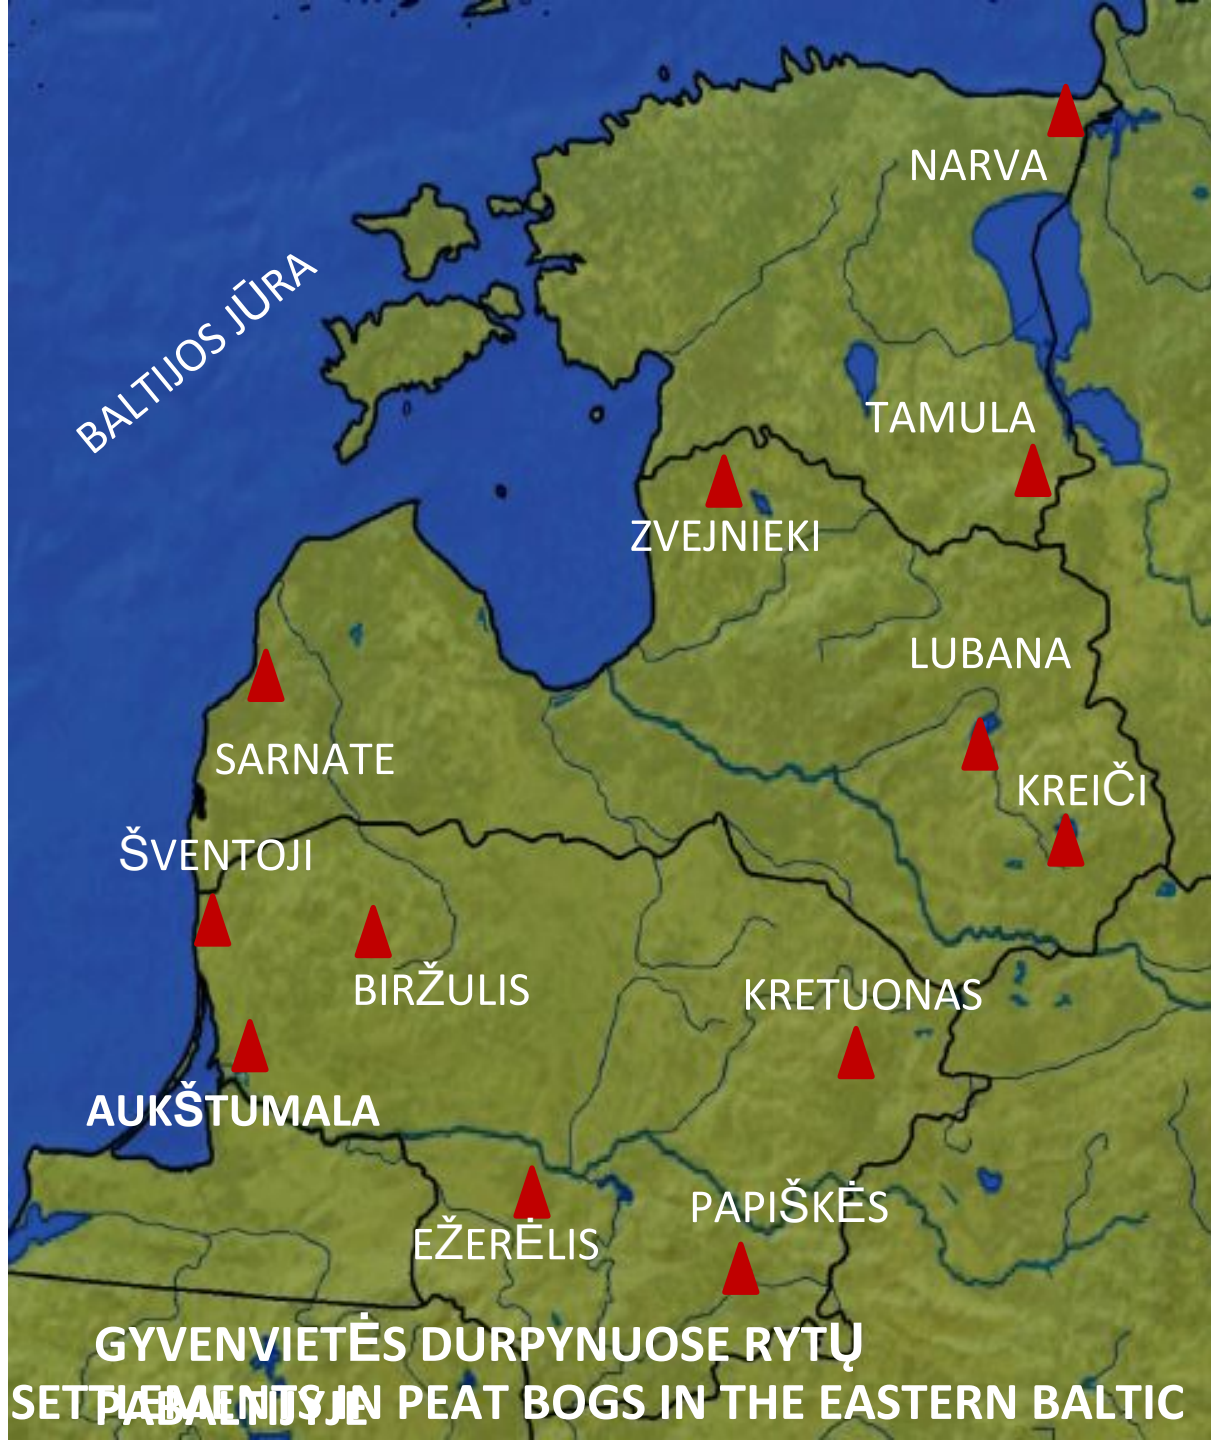 NARVA
BALTIJOS JŪRA
TAMULA
ZVEJNIEKI
LUBANA
SARNATE
KREIČI
ŠVENTOJI
BIRŽULIS
KRETUONAS
AUKŠTUMALA
PAPIŠKĖS
EŽERĖLIS
GYVENVIETĖS DURPYNUOSE RYTŲ
PABALTIJYJE
SETTLEMENTS IN PEAT BOGS IN THE EASTERN BALTIC